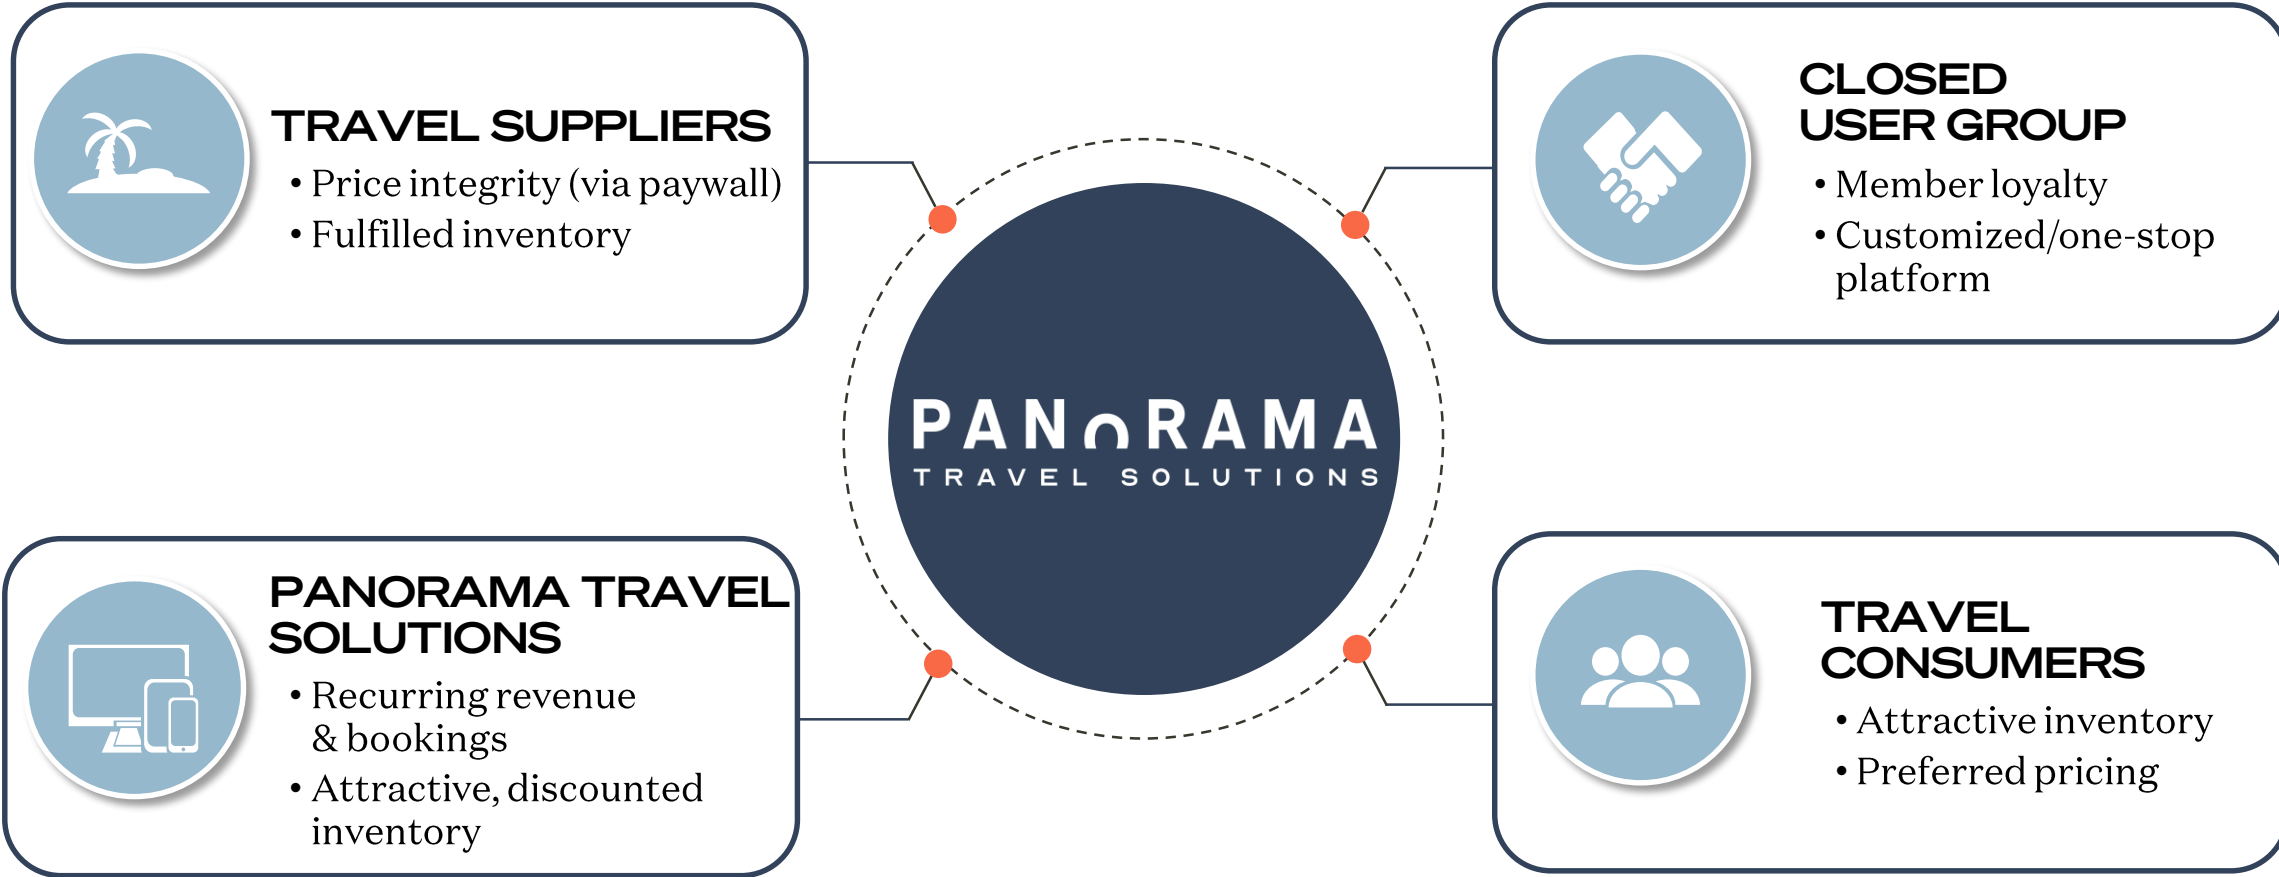 TRAVEL SUPPLIERS
• Price integrity (via paywall)
• Fulfilled inventory
CLOSED
USER GROUP
• Member loyalty
• Customized/one-stop
platform
PANORAMA
TRAVEL SOLUTIONS
PANORAMA TRAVEL
SOLUTIONS
• Recurring revenue
& bookings
• Attractive, discounted
inventory
TRAVEL
CONSUMERS
• Attractive inventory
• Preferred pricing